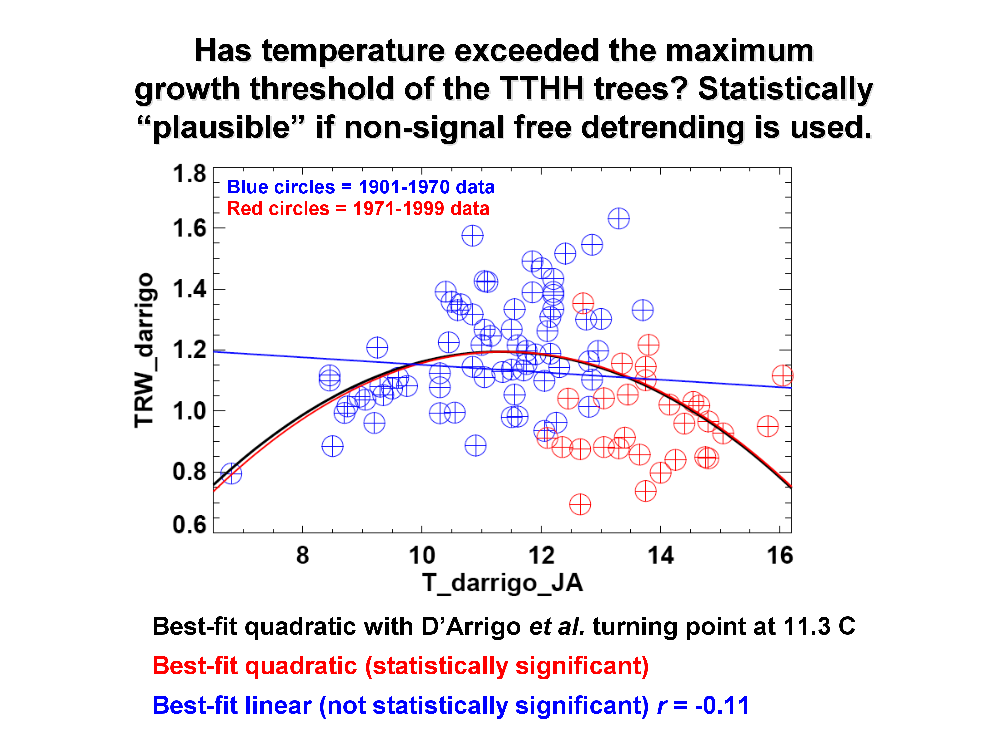 Has temperature exceeded the maximum
growth threshold of the TTHH trees? Statistically
“plausible” if non-signal free detrending is used.
Blue circles = 1901-1970 data
Red circles = 1971-1999 data
1.8
1.6
1.4
1.2
1.0
0.8
0.6
TRW_darrigo
8 10 12 14 16
T_darrigo_JA
Best-fit quadratic with D’Arrigo et al. turning point at 11.3 C
Best-fit quadratic (statistically significant)
Best-fit linear (not statistically significant) r = -0.11